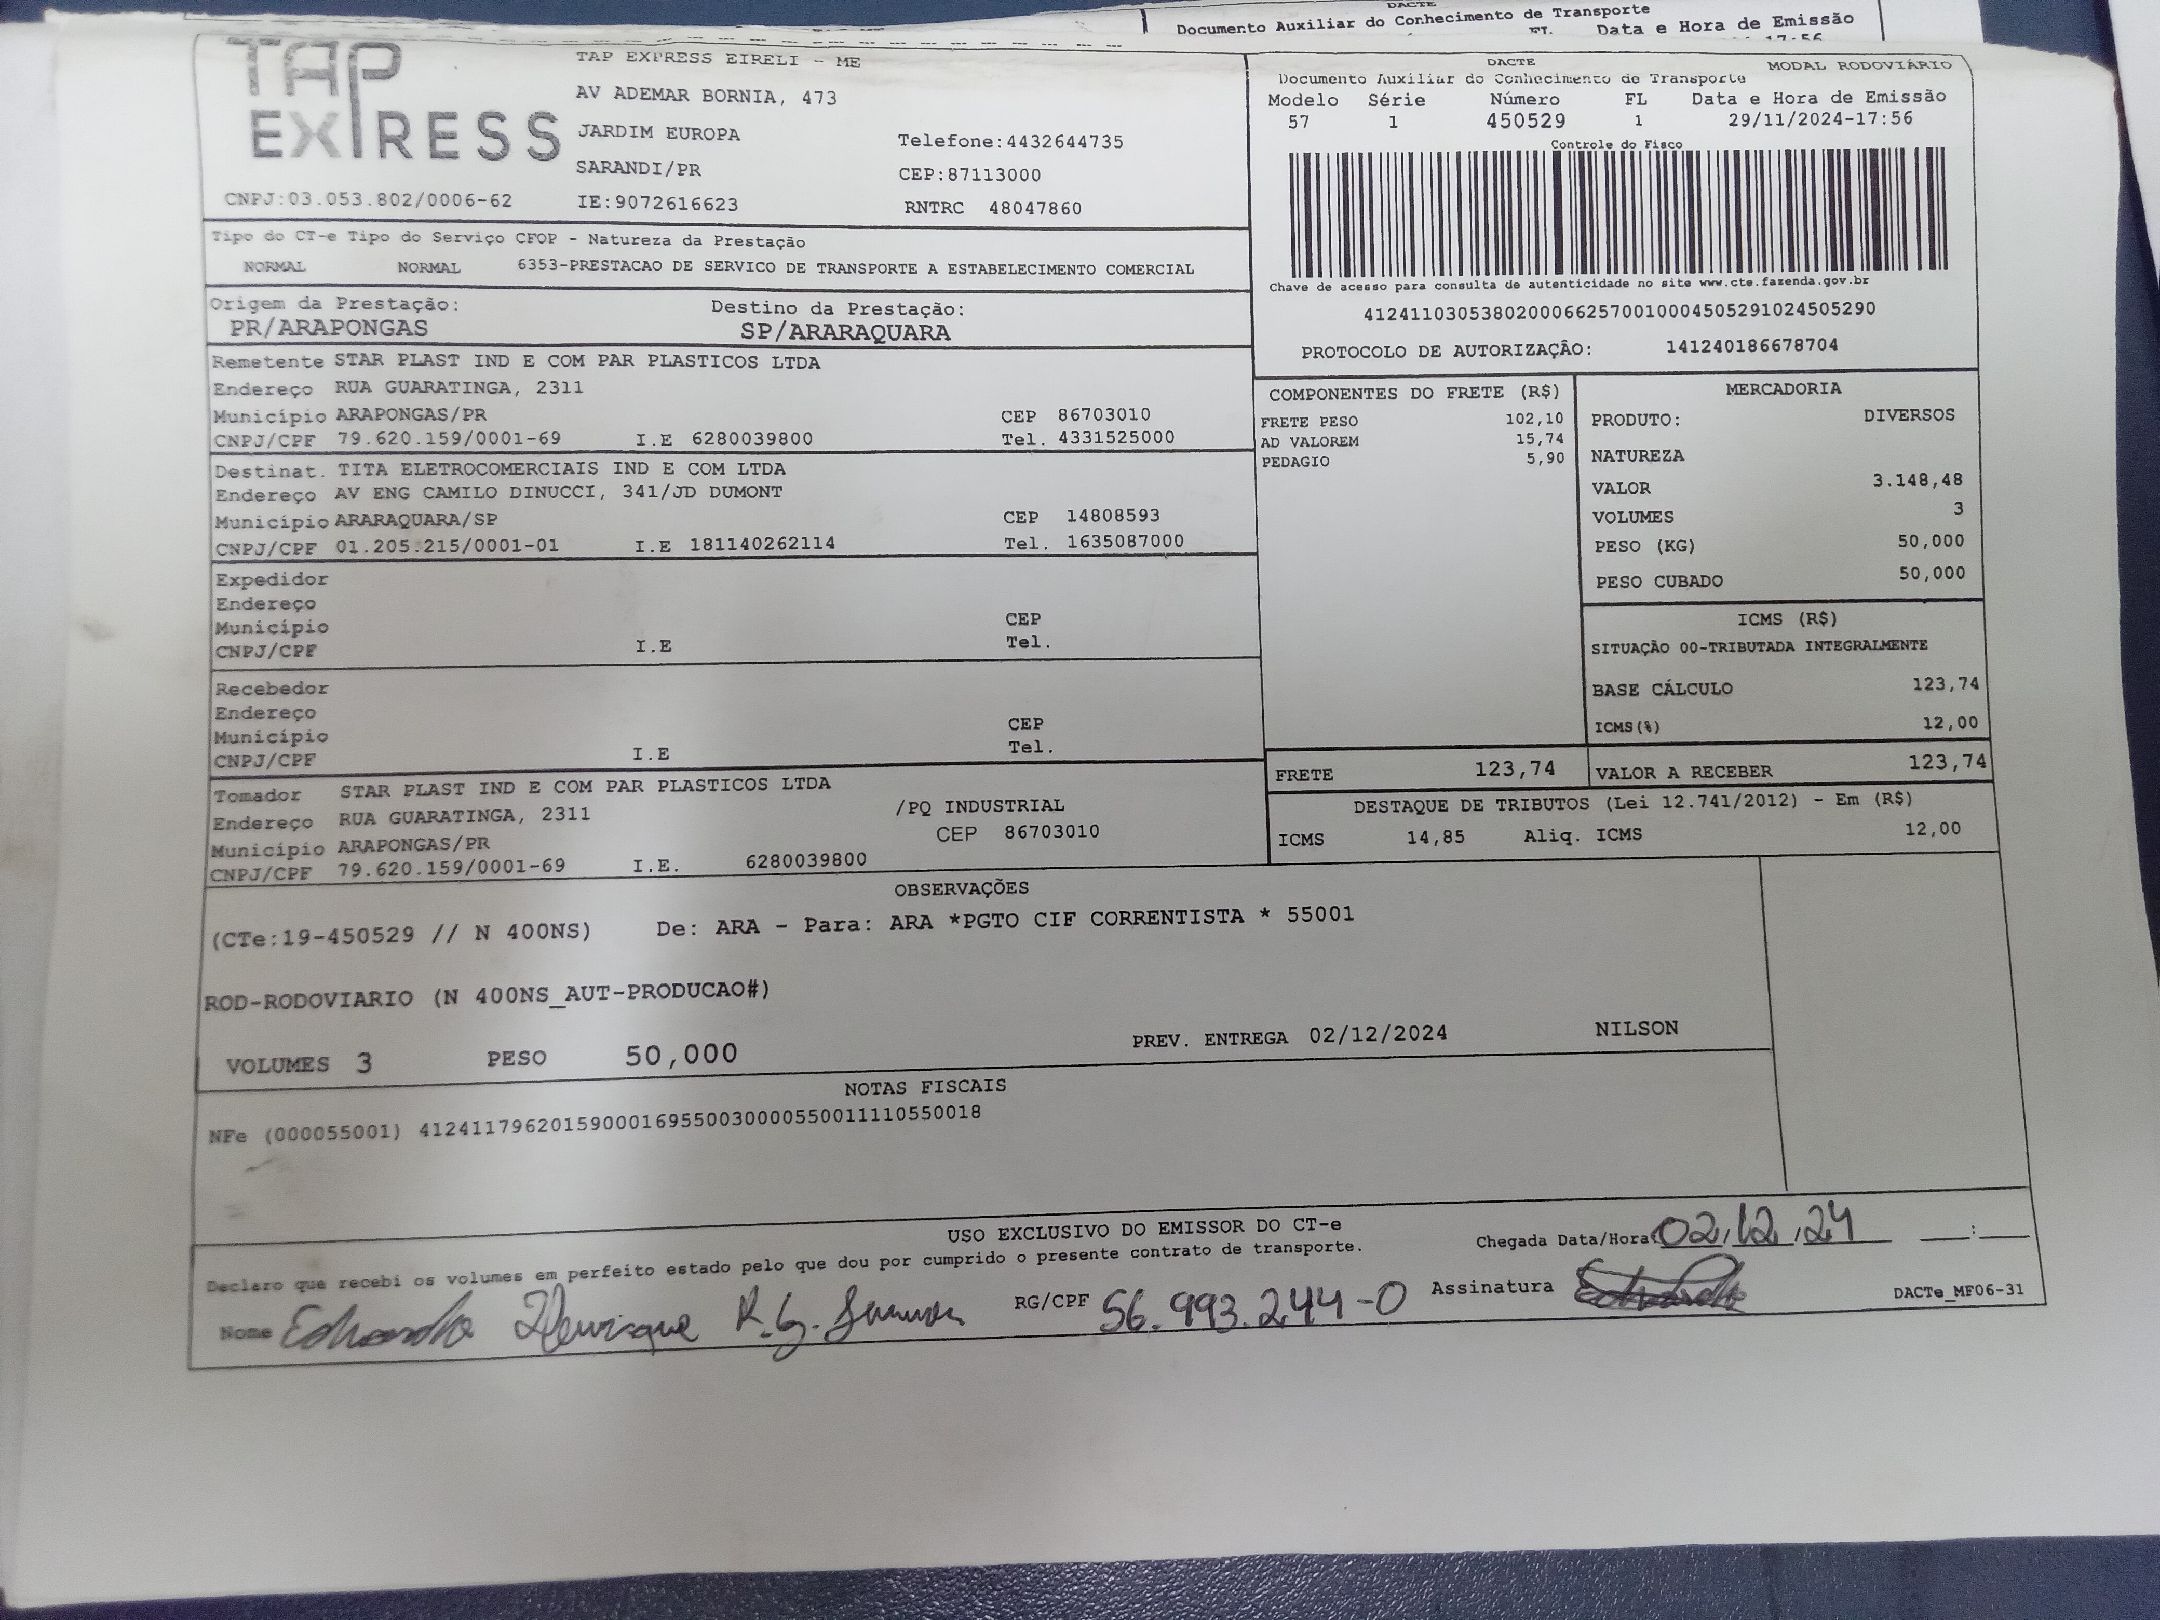 DACTE
Documento Auxiliar do Conhecimento de Transporte
FL Data e Hora de Emissão
17:56
TAP EXPRESS
TAP EXPRESS EIRELI - ME
AV ADEMAR BORNIA, 473
JARDIM EUROPA Telefone:4432644735
SARANDI/PR CEP:87113000
CNPJ:03.053.802/0006-62 IE:9072616623 RNTRC 48047860
DACTE MODAL RODOVIÁRIO
Documento Auxiliar do Conhecimento de Transporte
Modelo Série Número FL Data e Hora de Emissão
57 1 450529 1 29/11/2024-17:56
Controle do Fisco
Chave de acesso para consulta de autenticidade no site www.cte.fazenda.gov.br
41241103053802000662570010004505291024505290
PROTOCOLO DE AUTORIZAÇÃO: 141240186678704
Tipo do CT-e Tipo do Serviço CFOP - Natureza da Prestação
NORMAL NORMAL 6353-PRESTACAO DE SERVICO DE TRANSPORTE A ESTABELECIMENTO COMERCIAL
Origem da Prestação: Destino da Prestação:
PR/ARAPONGAS SP/ARARAQUARA
Remetente STAR PLAST IND E COM PAR PLASTICOS LTDA
Endereço RUA GUARATINGA, 2311
Município ARAPONGAS/PR CEP 86703010
CNPJ/CPF 79.620.159/0001-69 I.E 6280039800 Tel. 4331525000
Destinat. TITA ELETROCOMERCIAIS IND E COM LTDA
Endereço AV ENG CAMILO DINUCCI, 341/JD DUMONT
Município ARARAQUARA/SP CEP 14808593
CNPJ/CPF 01.205.215/0001-01 I.E 181140262114 Tel. 1635087000
Expedidor
Endereço
Município CEP
CNPJ/CPF I.E Tel.
Recebedor
Endereço
Município CEP
CNPJ/CPF I.E Tel.
Tomador STAR PLAST IND E COM PAR PLASTICOS LTDA
Endereço RUA GUARATINGA, 2311 /PQ INDUSTRIAL
Município ARAPONGAS/PR CEP 86703010
CNPJ/CPF 79.620.159/0001-69 I.E. 6280039800
COMPONENTES DO FRETE (R$)
FRETE PESO 102,10
AD VALOREM 15,74
PEDAGIO 5,90
MERCADORIA
PRODUTO: DIVERSOS
NATUREZA
VALOR 3.148,48
VOLUMES 3
PESO (KG) 50,000
PESO CUBADO 50,000
ICMS (R$)
SITUAÇÃO 00-TRIBUTADA INTEGRALMENTE
BASE CÁLCULO 123,74
ICMS(%) 12,00
FRETE 123,74 VALOR A RECEBER 123,74
DESTAQUE DE TRIBUTOS (Lei 12.741/2012) - Em (R$)
ICMS 14,85 Aliq. ICMS 12,00
OBSERVAÇÕES
(CTe:19-450529 // N 400NS) De: ARA - Para: ARA *PGTO CIF CORRENTISTA * 55001
ROD-RODOVIARIO (N 400NS_AUT-PRODUCAO#)
VOLUMES 3 PESO 50,000 PREV. ENTREGA 02/12/2024 NILSON
NOTAS FISCAIS
NFe (000055001) 41241179620159000169550030000550011110550018
USO EXCLUSIVO DO EMISSOR DO CT-e
Declaro que recebi os volumes em perfeito estado pelo que dou por cumprido o presente contrato de transporte. Chegada Data/Hora: 02.12.24 __:__
Nome Eduardo Henrique R.G. RG/CPF 56.993.244-0 Assinatura Eduardo DACTe_MF06-31